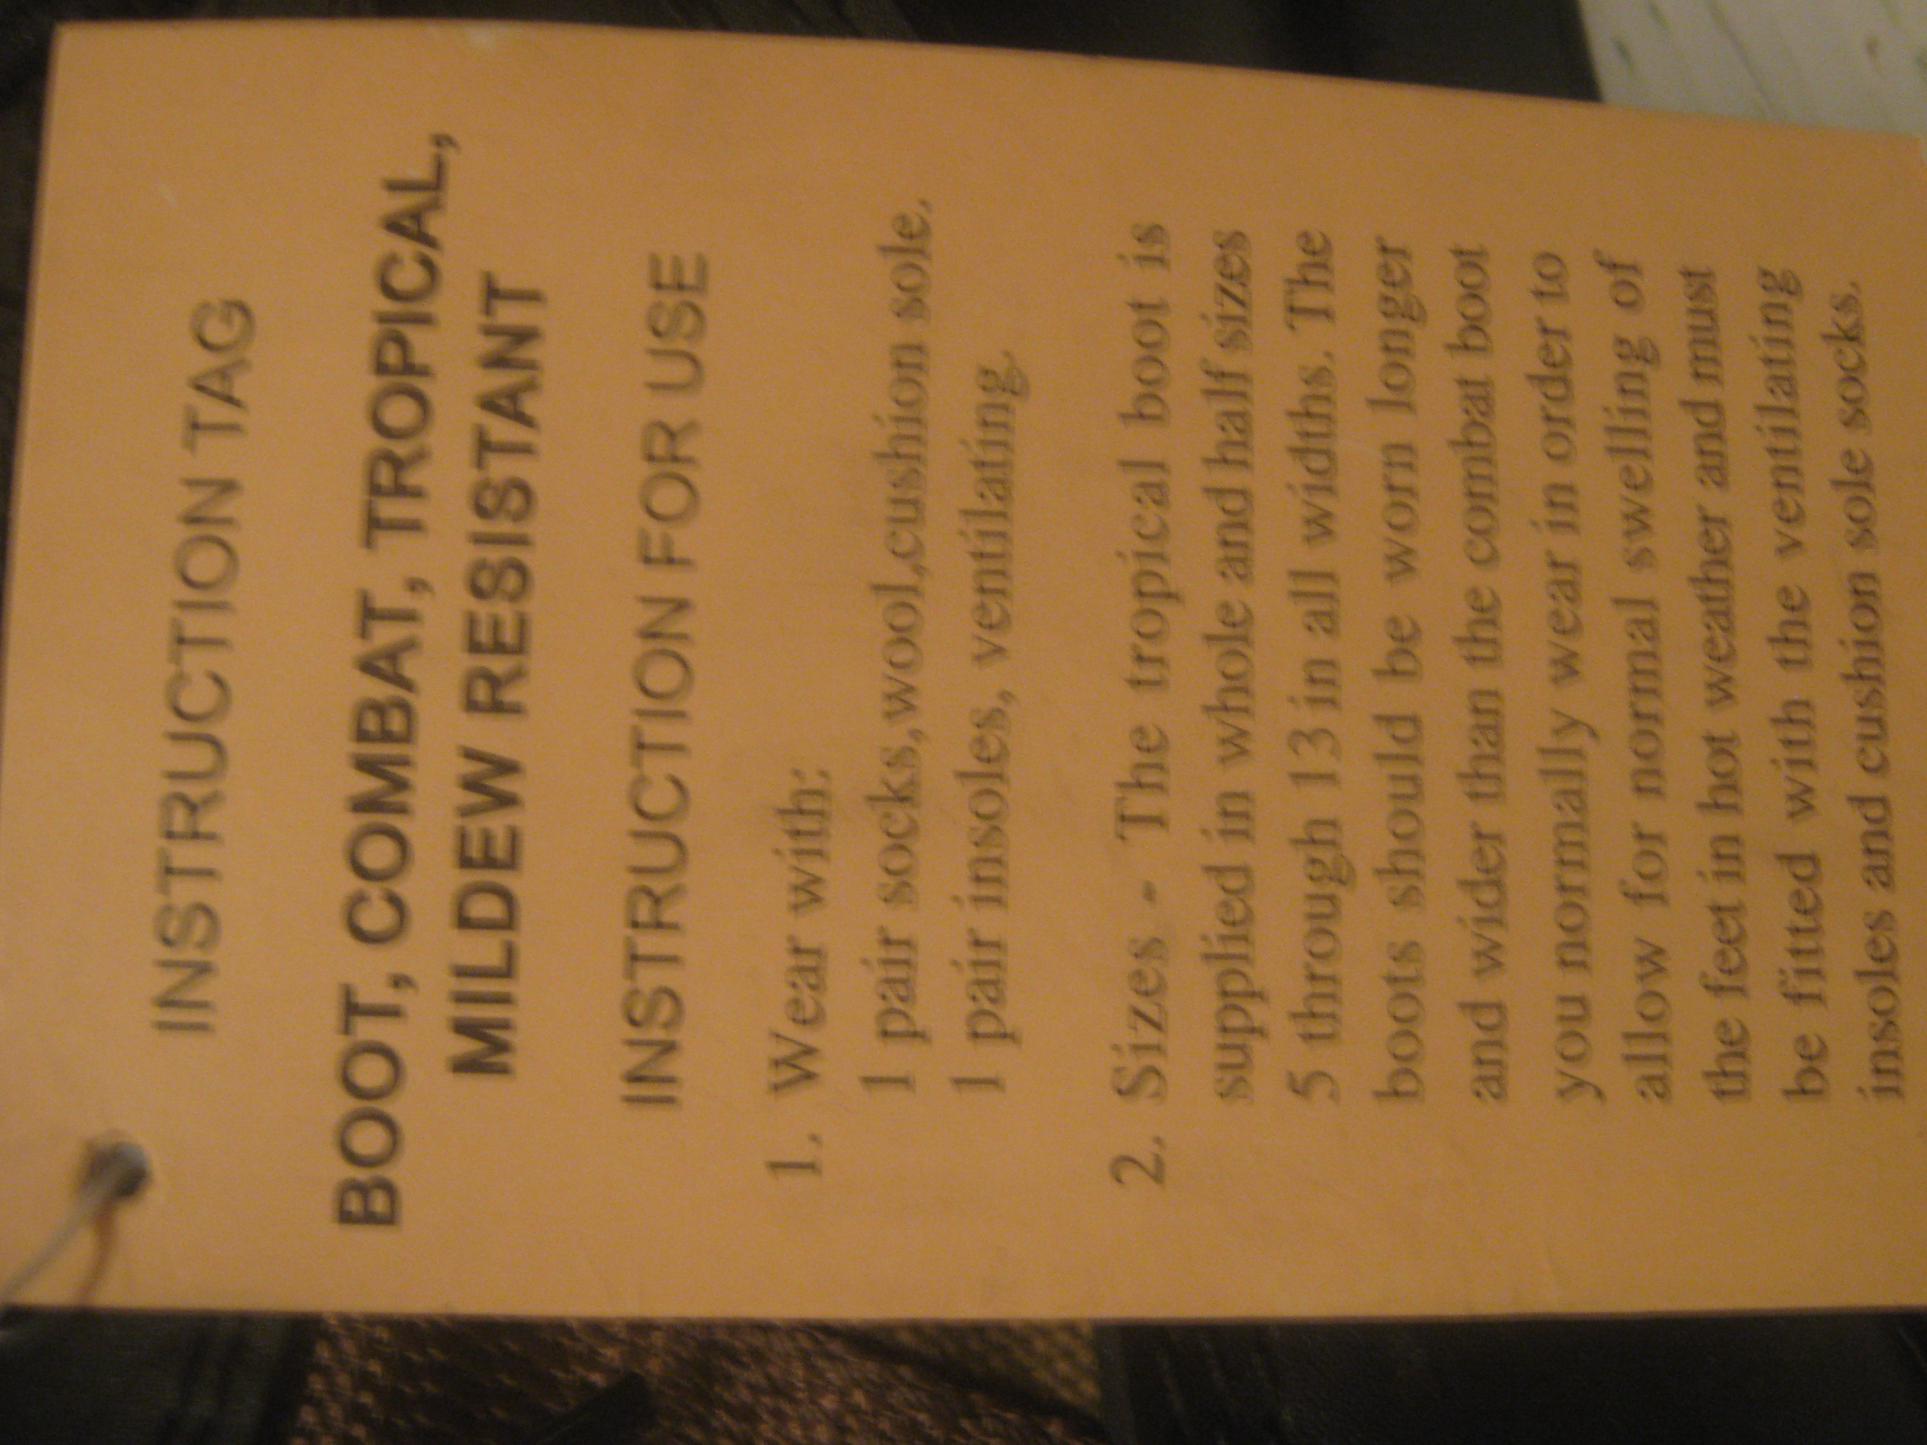 INSTRUCTION TAG
BOOT, COMBAT, TROPICAL,
MILDEW RESISTANT
INSTRUCTION FOR USE
1. Wear with:
1 pair socks,wool,cushion sole.
1 pair insoles, ventilating.
2. Sizes - The tropical boot is
supplied in whole and half sizes
5 through 13 in all widths. The
boots should be worn longer
and wider than the combat boot
you normally wear in order to
allow for normal swelling of
the feet in hot weather and must
be fitted with the ventilating
insoles and cushion sole socks.